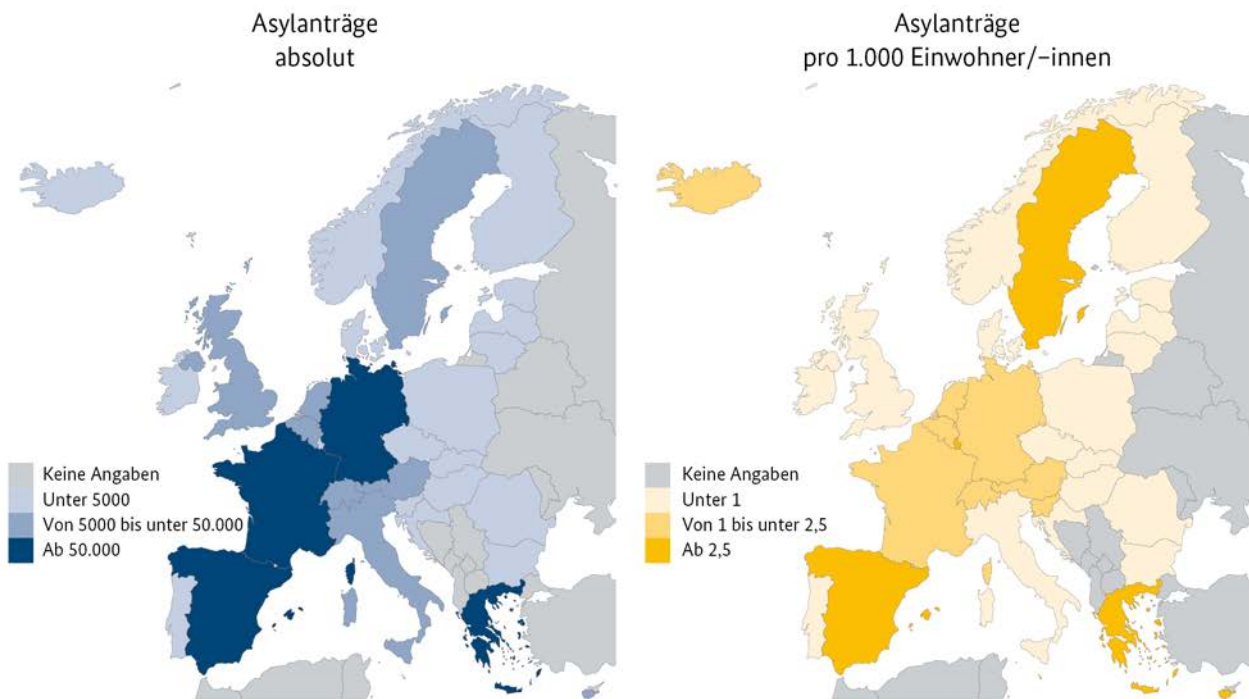 Asylanträge
absolut
Keine Angaben
Unter 5000
Von 5000 bis unter 50.000
Ab 50.000
Asylanträge
pro 1.000 Einwohner/–innen
Keine Angaben
Unter 1
Von 1 bis unter 2,5
Ab 2,5